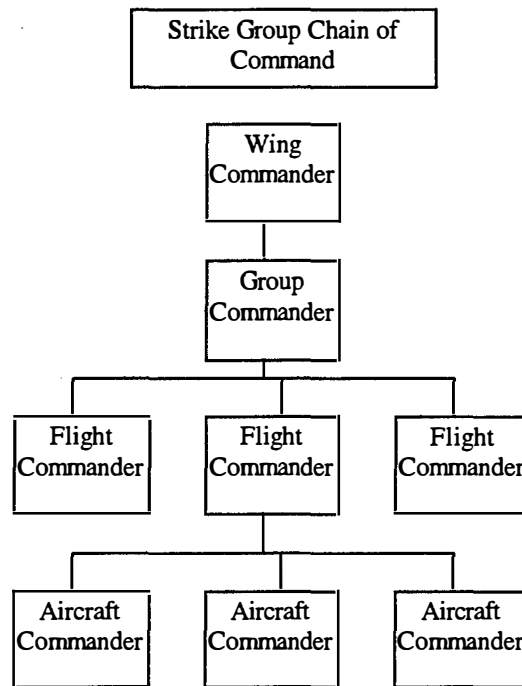 Strike Group Chain of
Command
Wing
Commander
Group
Commander
Flight
Commander
Flight
Commander
Flight
Commander
Aircraft
Commander
Aircraft
Commander
Aircraft
Commander